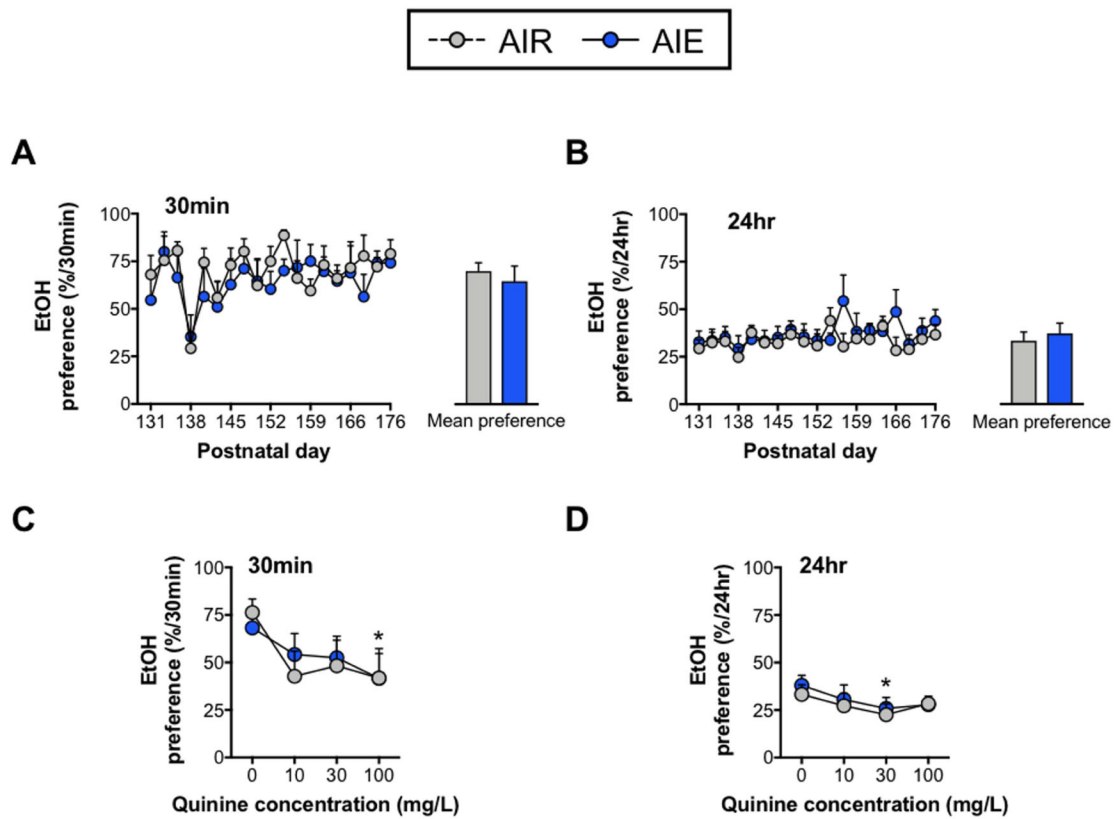 AIR AIE
A
30min
EtOH
preference (%/30min)
100
75
50
25
0
131 138 145 152 159 166 176
Postnatal day
Mean preference
B
24hr
EtOH
preference (%/24hr)
100
75
50
25
0
131 138 145 152 159 166 176
Postnatal day
Mean preference
C
30min
EtOH
preference (%/30min)
100
75
50
25
0
*
0 10 30 100
Quinine concentration (mg/L)
D
24hr
EtOH
preference (%/24hr)
100
75
50
25
0
*
0 10 30 100
Quinine concentration (mg/L)